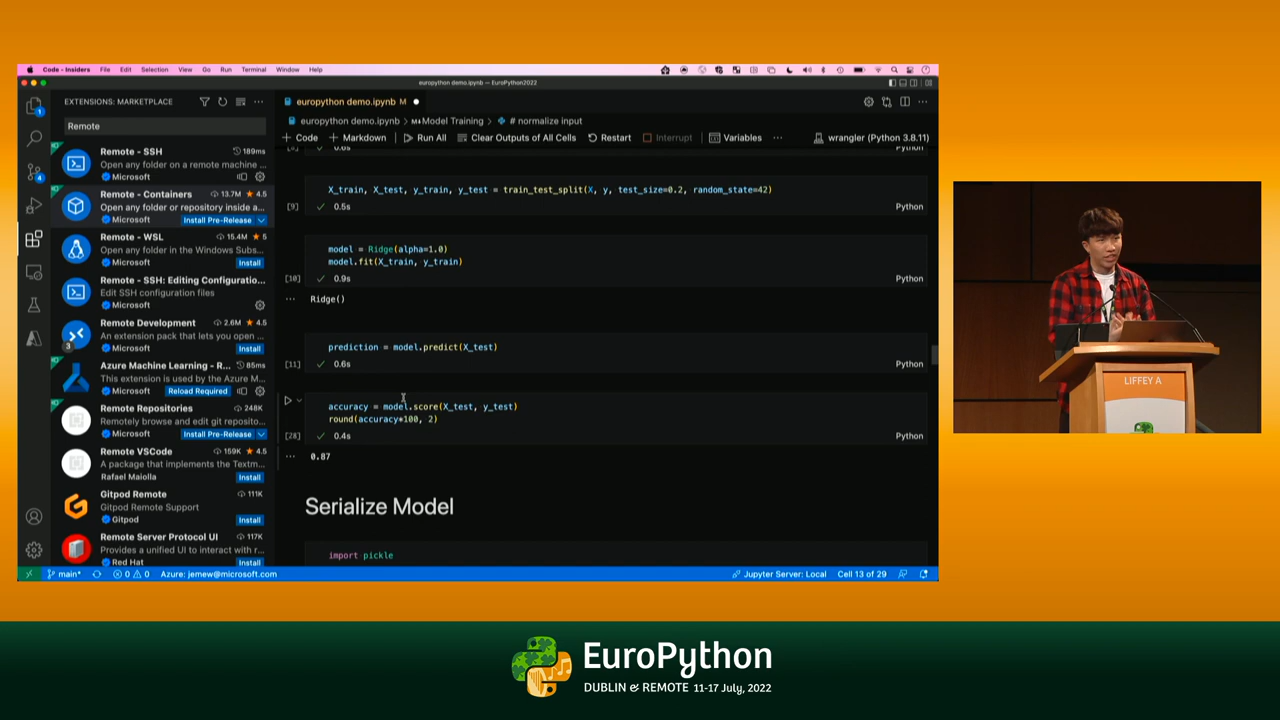 Code - Insiders File Edit Selection View Go Run Terminal Window Help
europython demo.ipynb — EuroPython2022
EXTENSIONS: MARKETPLACE
Remote
Remote - SSH 189ms
Open any folder on a remote machine ...
Microsoft
Remote - Containers 13.7M 4.5
Open any folder or repository inside a...
Microsoft Install Pre-Release
Remote - WSL 15.4M 5
Open any folder in the Windows Subs...
Microsoft Install
Remote - SSH: Editing Configuratio...
Edit SSH configuration files
Microsoft
Remote Development 2.6M 4.5
An extension pack that lets you open ...
Microsoft Install
3
Azure Machine Learning - R... 85ms
This extension is used by the Azure M...
Microsoft Reload Required
Remote Repositories 248K
Remotely browse and edit git reposito...
Microsoft Install Pre-Release
Remote VSCode 159K 4.5
A package that implements the Textm...
Rafael Maiolla Install
Gitpod Remote 111K
Gitpod Remote Support
Gitpod Install
Remote Server Protocol UI 117K
Provides a unified UI to interact with r...
Red Hat Install
europython demo.ipynb M
europython demo.ipynb > Model Training > # normalize input
+ Code + Markdown Run All Clear Outputs of All Cells Restart Interrupt Variables ... wrangler (Python 3.8.11)
0.6s Python
X_train, X_test, y_train, y_test = train_test_split(X, y, test_size=0.2, random_state=42)
[9] 0.5s Python
model = Ridge(alpha=1.0)
model.fit(X_train, y_train)
[10] 0.9s Python
... Ridge()
prediction = model.predict(X_test)
[11] 0.6s Python
accuracy = model.score(X_test, y_test)
round(accuracy*100, 2)
[28] 0.4s Python
... 0.87
Serialize Model
import pickle
main* 0 0 Azure: jemew@microsoft.com Jupyter Server: Local Cell 13 of 29
1
4
LIFFEY A
EuroPython
DUBLIN & REMOTE 11-17 July, 2022